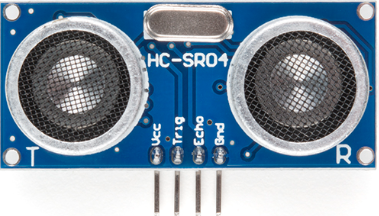 HC-SR04
Vcc
Trig
Echo
Gnd
T
R